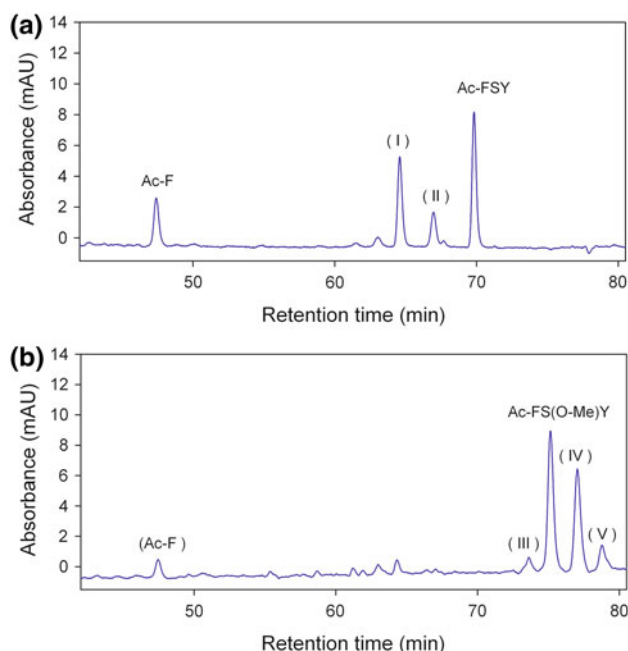 (a)
14
12
10
8
6
4
2
0
Absorbance (mAU)
Ac-F
( I )
( II )
Ac-FSY
50 60 70 80
Retention time (min)
(b)
14
12
10
8
6
4
2
0
Absorbance (mAU)
(Ac-F )
( III )
Ac-FS(O-Me)Y
( IV )
( V )
50 60 70 80
Retention time (min)